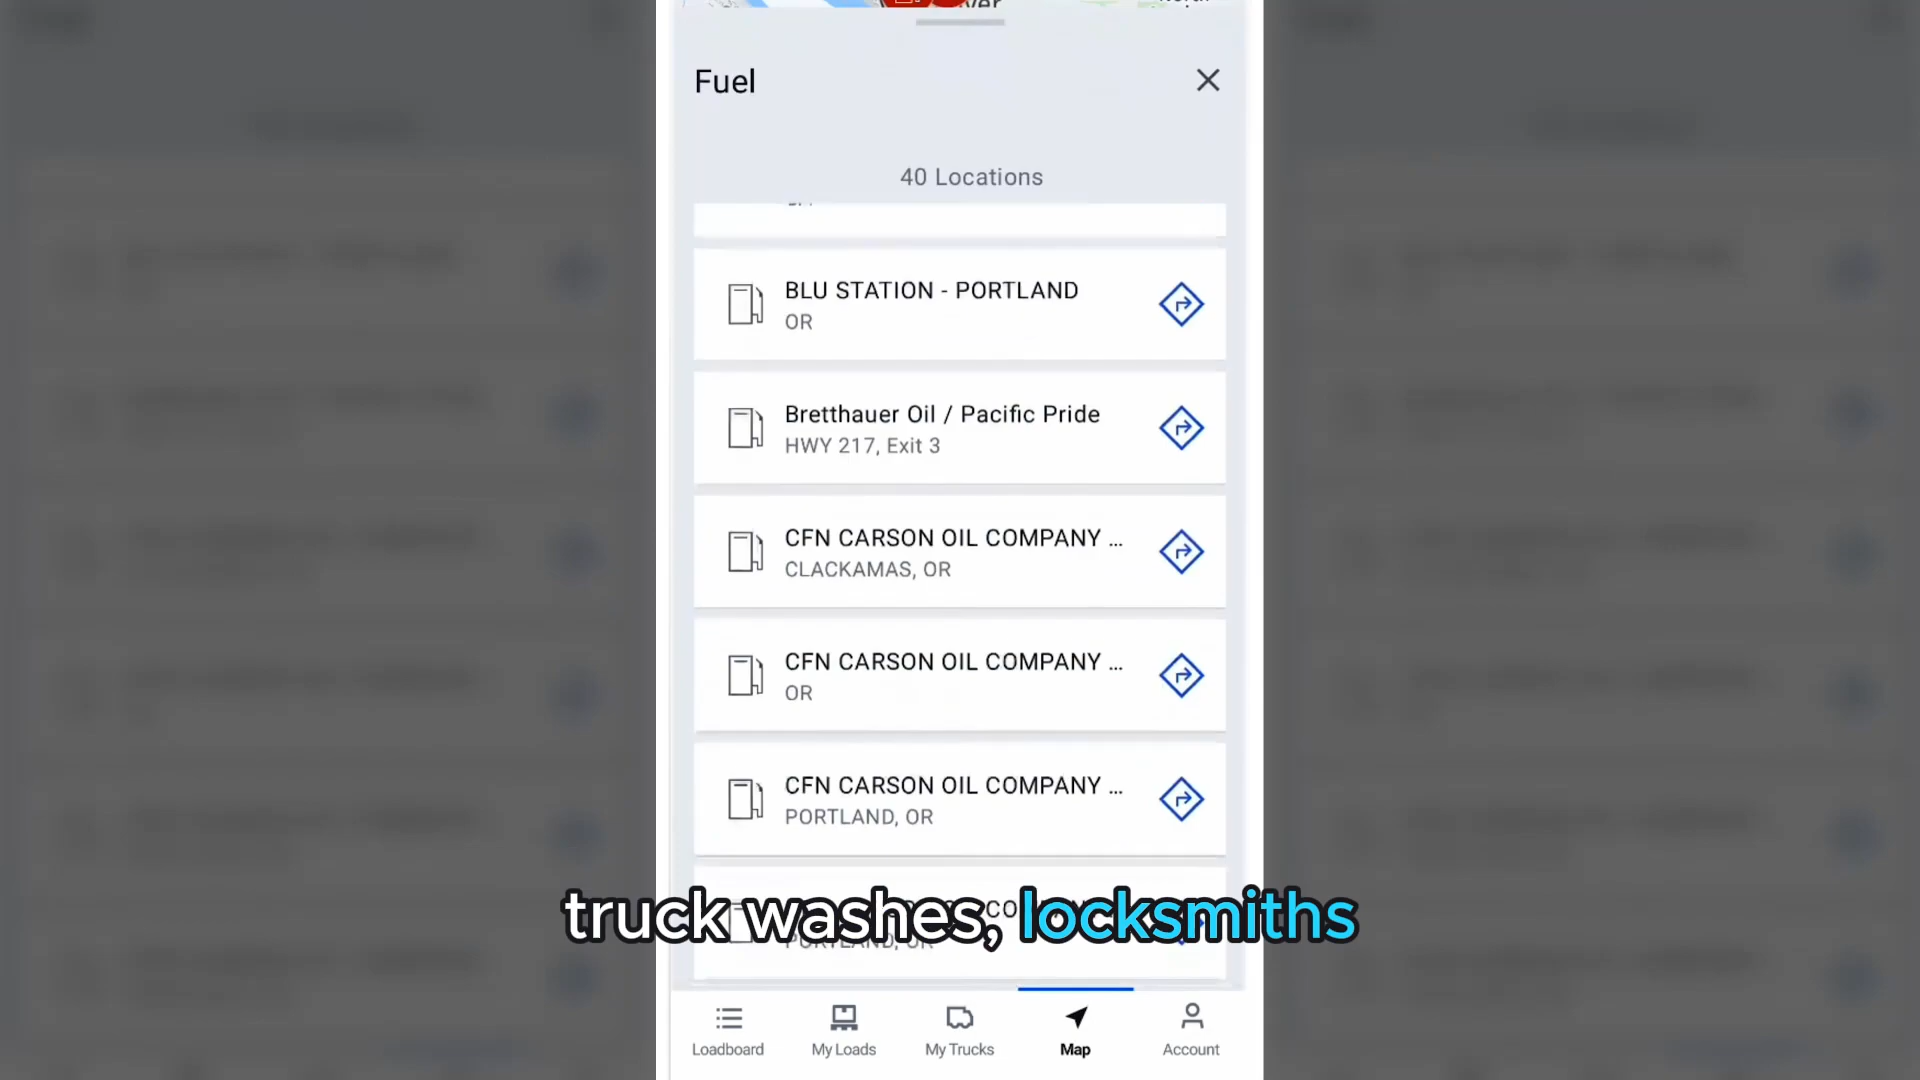 Fuel
40 Locations
BLU STATION - PORTLAND
OR
Bretthauer Oil / Pacific Pride
HWY 217, Exit 3
CFN CARSON OIL COMPANY ...
CLACKAMAS, OR
CFN CARSON OIL COMPANY ...
OR
CFN CARSON OIL COMPANY ...
PORTLAND, OR
truck washes, locksmiths
PORTLAND, OR
Loadboard
My Loads
My Trucks
Map
Account